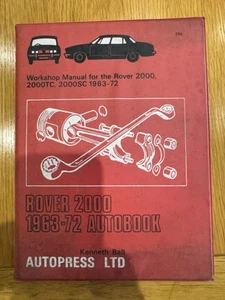 Workshop Manual for the Rover 2000,
2000TC, 2000SC 1963-72
ROVER 2000
1963-72 AUTOBOOK
Kenneth Ball
AUTOPRESS LTD